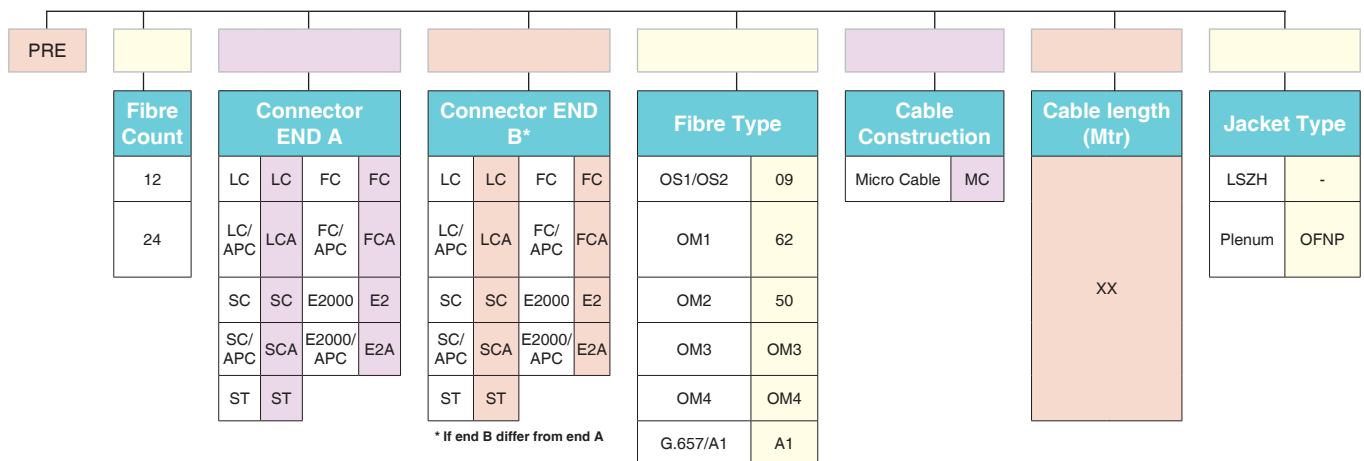 PRE
Fibre Count
Connector END A
Connector END B*
Fibre Type
Cable Construction
Cable length (Mtr)
Jacket Type
12
LC LC FC FC
LC LC FC FC
OS1/OS2 09
Micro Cable MC
XX
LSZH -
24
LC/APC LCA FC/APC FCA
LC/APC LCA FC/APC FCA
OM1 62
Plenum OFNP
SC SC E2000 E2
SC SC E2000 E2
OM2 50
SC/APC SCA E2000/APC E2A
SC/APC SCA E2000/APC E2A
OM3 OM3
ST ST
ST ST
OM4 OM4
* If end B differ from end A
G.657/A1 A1